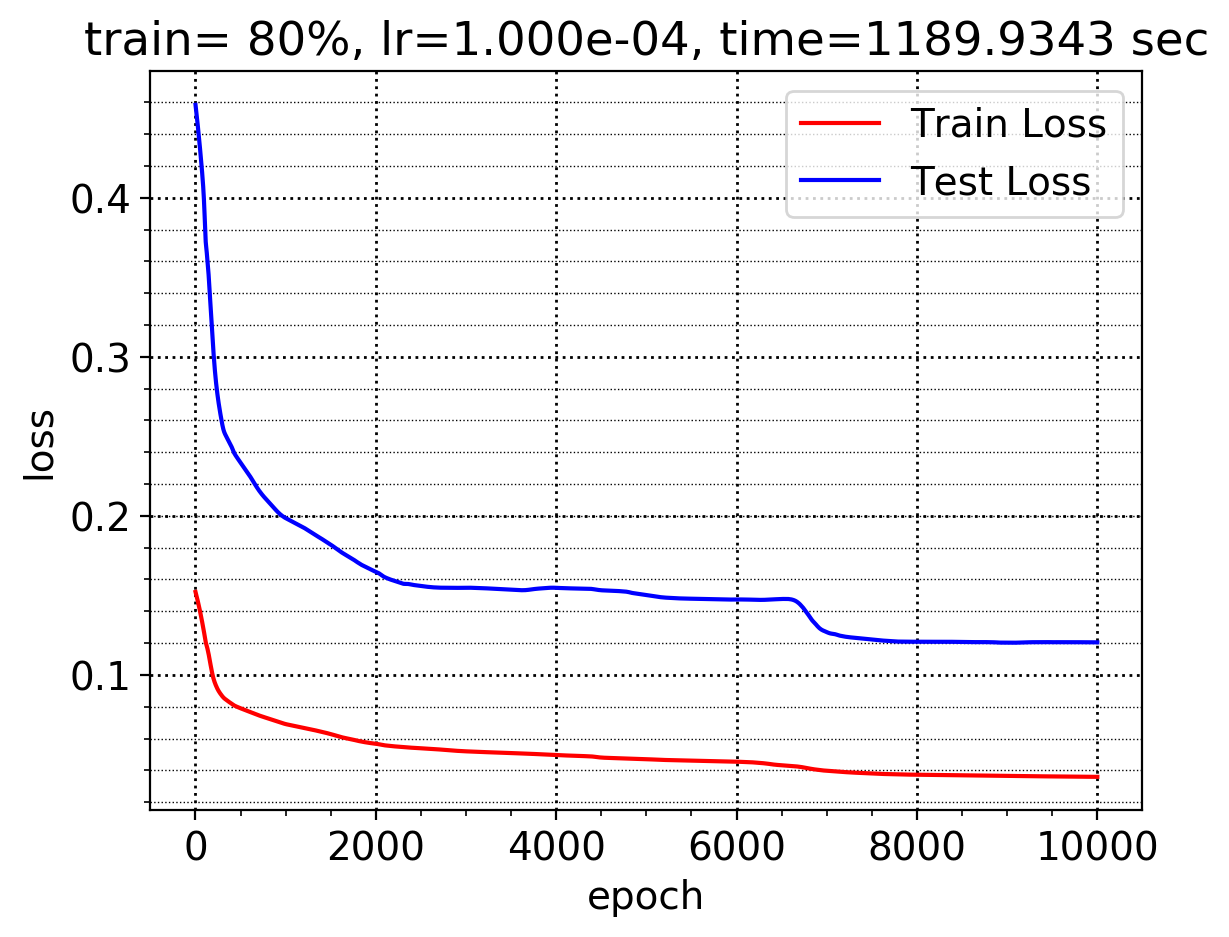 train= 80%, lr=1.000e-04, time=1189.9343 sec
Train Loss
Test Loss
0.4
0.3
0.2
0.1
loss
0 2000 4000 6000 8000 10000
epoch